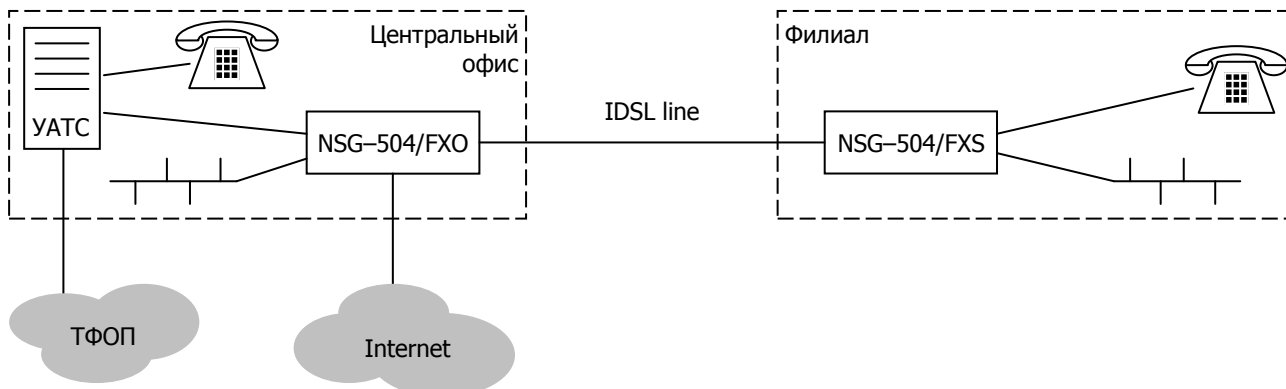 Центральный
офис
Филиал
УАТС
NSG–504/FXO
IDSL line
NSG–504/FXS
ТФОП
Internet